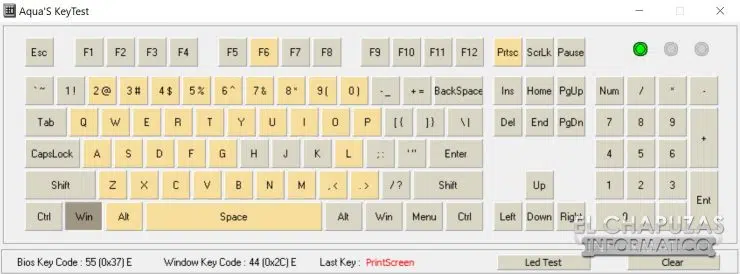 Aqua'S KeyTest
Esc F1 F2 F3 F4 F5 F6 F7 F8 F9 F10 F11 F12 Prtsc ScrLk Pause
`~ 1! 2@ 3# 4$ 5% 6^ 7& 8* 9( 0) -_ += BackSpace Ins Home PgUp Num / * -
Tab Q W E R T Y U I O P [{ ]} \| Del End PgDn 7 8 9 +
CapsLock A S D F G H J K L ;: '" Enter 4 5 6
Shift Z X C V B N M ,< .> /? Shift Up 1 2 3 Ent
Ctrl Win Alt Space Alt Win Menu Ctrl Left Down Right 0 .
EL CHAPUZAS
INFORMÁTICO
Bios Key Code : 55 (0x37) E Window Key Code : 44 (0x2C) E Last Key : PrintScreen Led Test Clear